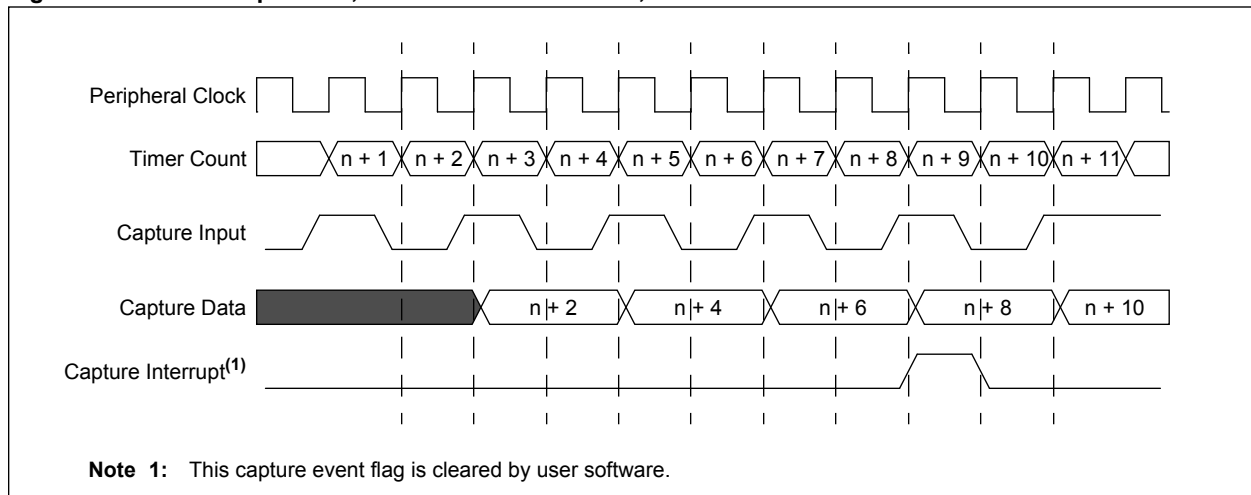 Peripheral Clock
Timer Count
n + 1 n + 2 n + 3 n + 4 n + 5 n + 6 n + 7 n + 8 n + 9 n + 10 n + 11
Capture Input
Capture Data
n + 2 n + 4 n + 6 n + 8 n + 10
Capture Interrupt(1)
Note 1: This capture event flag is cleared by user software.